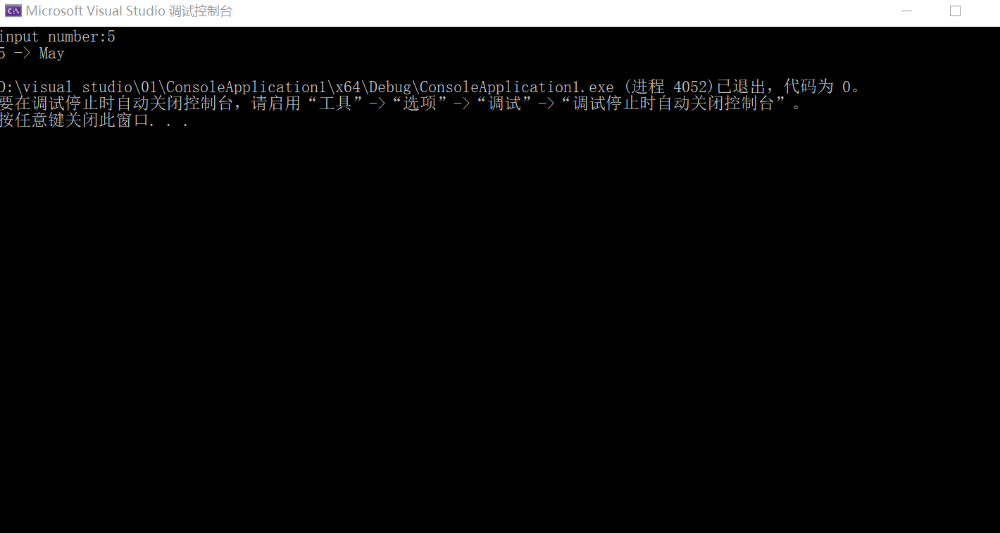 Microsoft Visual Studio 调试控制台
input number:5
5 -> May
D:\visual studio\01\ConsoleApplication1\x64\Debug\ConsoleApplication1.exe (进程 4052)已退出，代码为 0。
要在调试停止时自动关闭控制台，请启用“工具”->“选项”->“调试”->“调试停止时自动关闭控制台”。
按任意键关闭此窗口. . .